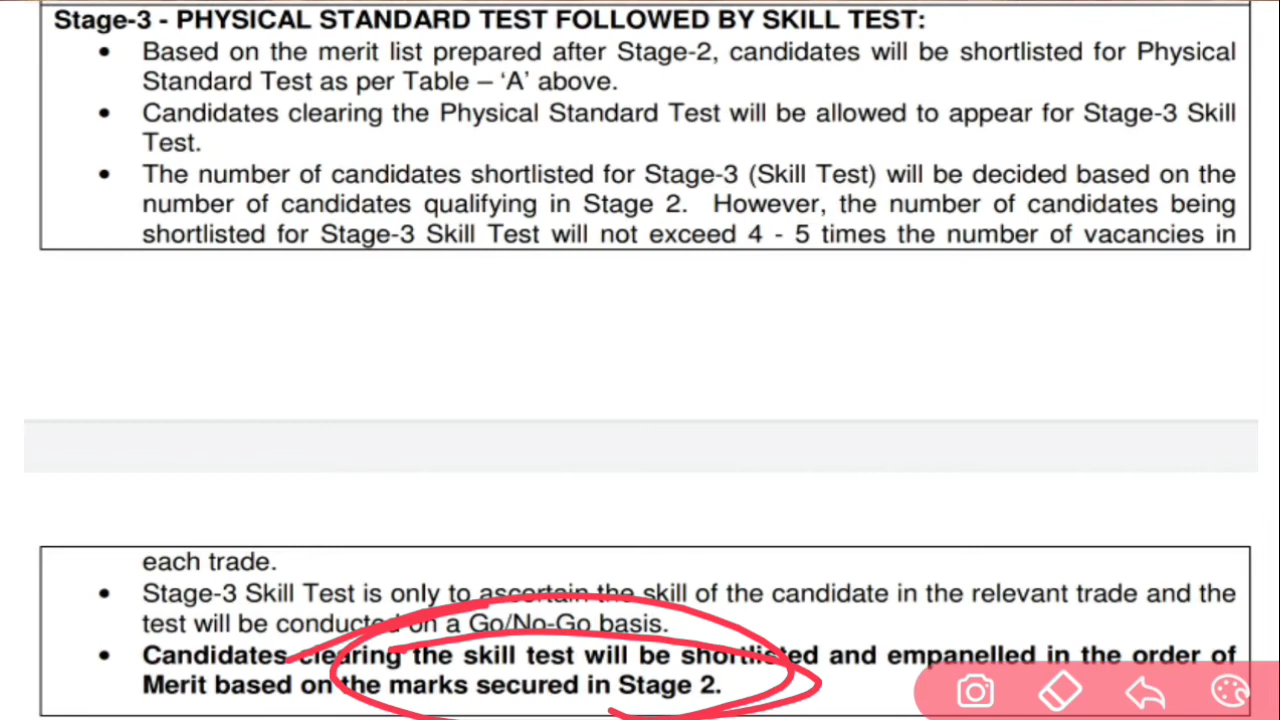 Stage-3 - PHYSICAL STANDARD TEST FOLLOWED BY SKILL TEST:
• Based on the merit list prepared after Stage-2, candidates will be shortlisted for Physical
Standard Test as per Table – ‘A’ above.
• Candidates clearing the Physical Standard Test will be allowed to appear for Stage-3 Skill
Test.
• The number of candidates shortlisted for Stage-3 (Skill Test) will be decided based on the
number of candidates qualifying in Stage 2. However, the number of candidates being
shortlisted for Stage-3 Skill Test will not exceed 4 - 5 times the number of vacancies in
each trade.
• Stage-3 Skill Test is only to ascertain the skill of the candidate in the relevant trade and the
test will be conducted on a Go/No-Go basis.
• Candidates clearing the skill test will be shortlisted and empanelled in the order of
Merit based on the marks secured in Stage 2.